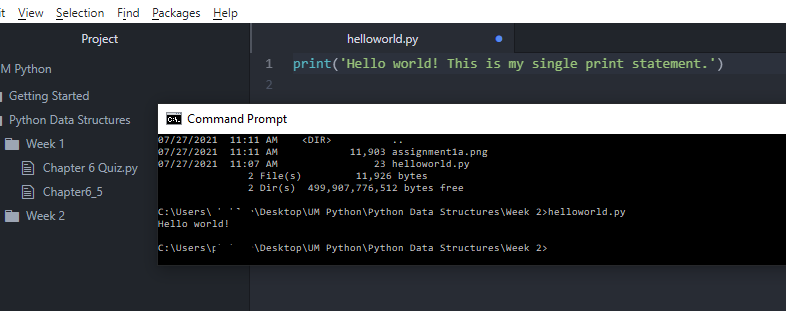 it View Selection Find Packages Help
Project
helloworld.py
M Python
Getting Started
Python Data Structures
Week 1
Chapter 6 Quiz.py
Chapter6_5
Week 2
1 print('Hello world! This is my single print statement.')
2
Command Prompt
07/27/2021 11:11 AM <DIR> ..
07/27/2021 11:11 AM 11,903 assignment1a.png
07/27/2021 11:07 AM 23 helloworld.py
2 File(s) 11,926 bytes
2 Dir(s) 499,907,776,512 bytes free
C:\Users\ \Desktop\UM Python\Python Data Structures\Week 2>helloworld.py
Hello world!
C:\Users\ \Desktop\UM Python\Python Data Structures\Week 2>